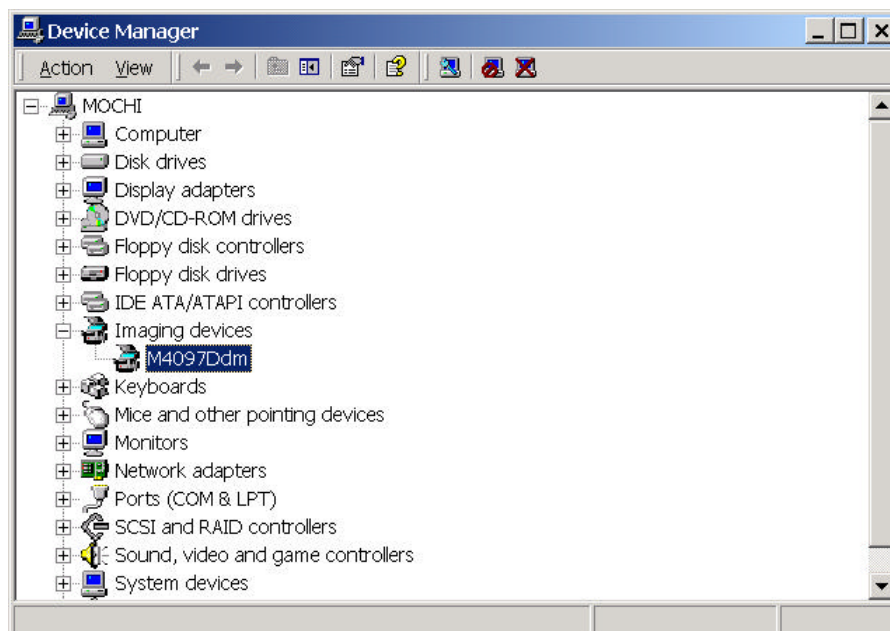 Device Manager
Action View
MOCHI
Computer
Disk drives
Display adapters
DVD/CD-ROM drives
Floppy disk controllers
Floppy disk drives
IDE ATA/ATAPI controllers
Imaging devices
M4097Ddm
Keyboards
Mice and other pointing devices
Monitors
Network adapters
Ports (COM & LPT)
SCSI and RAID controllers
Sound, video and game controllers
System devices